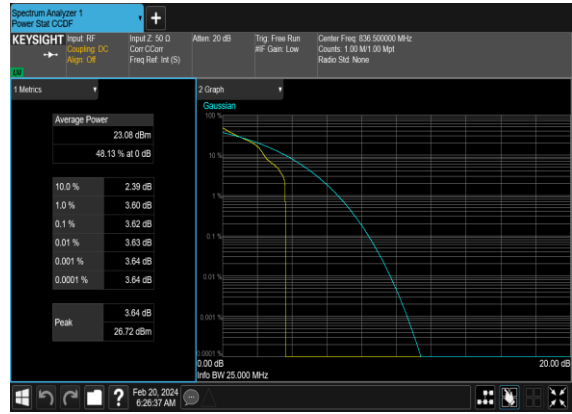 Spectrum Analyzer 1
Power Stat CCDF
KEYSIGHT
Input: RF
Coupling: DC
Align: Off
Input Z: 50 Ω
Corr CCorr
Freq Ref: Int (S)
Atten: 20 dB
Trig: Free Run
#IF Gain: Low
Center Freq: 836.500000 MHz
Counts: 1.00 M/1.00 Mpt
Radio Std: None
1 Metrics
Average Power
23.08 dBm
48.13 % at 0 dB
10.0 % 2.39 dB
1.0 % 3.60 dB
0.1 % 3.62 dB
0.01 % 3.63 dB
0.001 % 3.64 dB
0.0001 % 3.64 dB
Peak
3.64 dB
26.72 dBm
2 Graph
Gaussian
100 %
10 %
1 %
0.1 %
0.01 %
0.001 %
0.0001 %
0.00 dB
20.00 dB
Info BW 25.000 MHz
?
Feb 20, 2024
6:26:37 AM